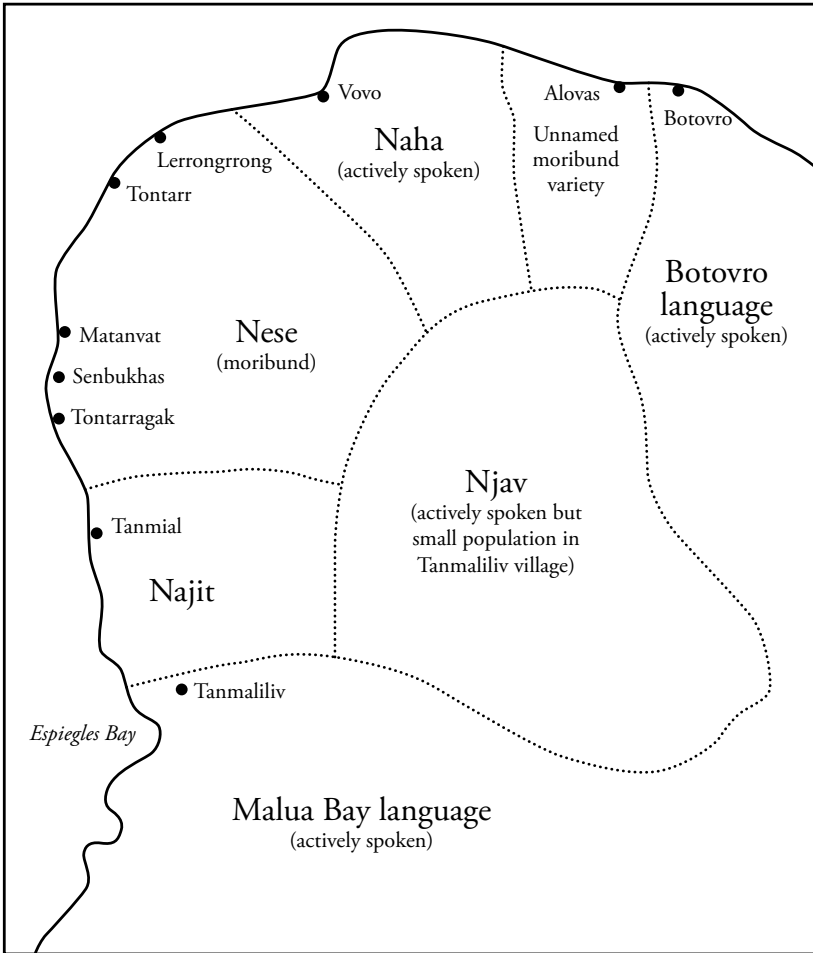 Vovo
Alovas
Botovro
Naha
(actively spoken)
Unnamed
moribund
variety
Lerrongrrong
Tontarr
Botovro
language
(actively spoken)
Matanvat
Nese
(moribund)
Senbukhas
Tontarragak
Njav
(actively spoken but
small population in
Tanmaliliv village)
Tanmial
Najit
Tanmaliliv
Espiegles Bay
Malua Bay language
(actively spoken)